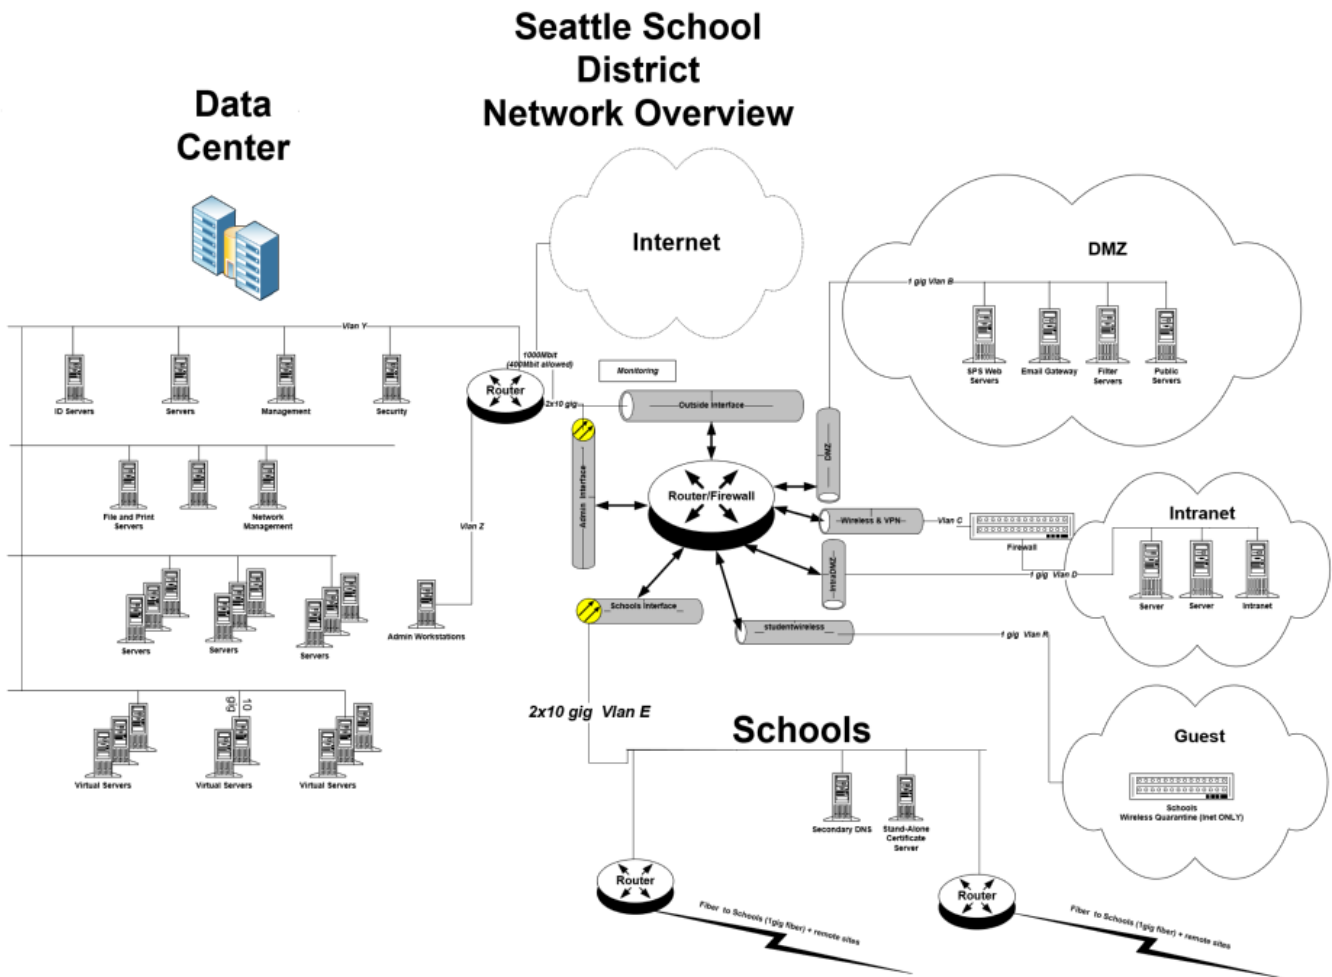 Seattle School
District
Network Overview
Data
Center
Internet
DMZ
1 gig Vlan B
SPS Web
Servers
Email Gateway
Filter
Servers
Public
Servers
Vlan Y
ID Servers
Servers
Management
Security
1000Mbit
(400Mbit allowed)
Router
2x10 gig
Monitoring
Outside Interface
Admin Interface
DMZ
Router/Firewall
Wireless & VPN
Vlan C
Firewall
Intranet
IntraDMZ
1 gig Vlan D
Server
Server
Intranet
File and Print
Servers
Network
Management
Vlan Z
Servers
Servers
Servers
Admin Workstations
Schools Interface
studentwireless
1 gig Vlan R
10
gig
Virtual Servers
Virtual Servers
Virtual Servers
2x10 gig Vlan E
Schools
Guest
Schools
Wireless Quarantine (Inet ONLY)
Secondary DNS
Stand-Alone
Certificate
Server
Router
Fiber to Schools (1gig fiber) + remote sites
Router
Fiber to Schools (1gig fiber) + remote sites